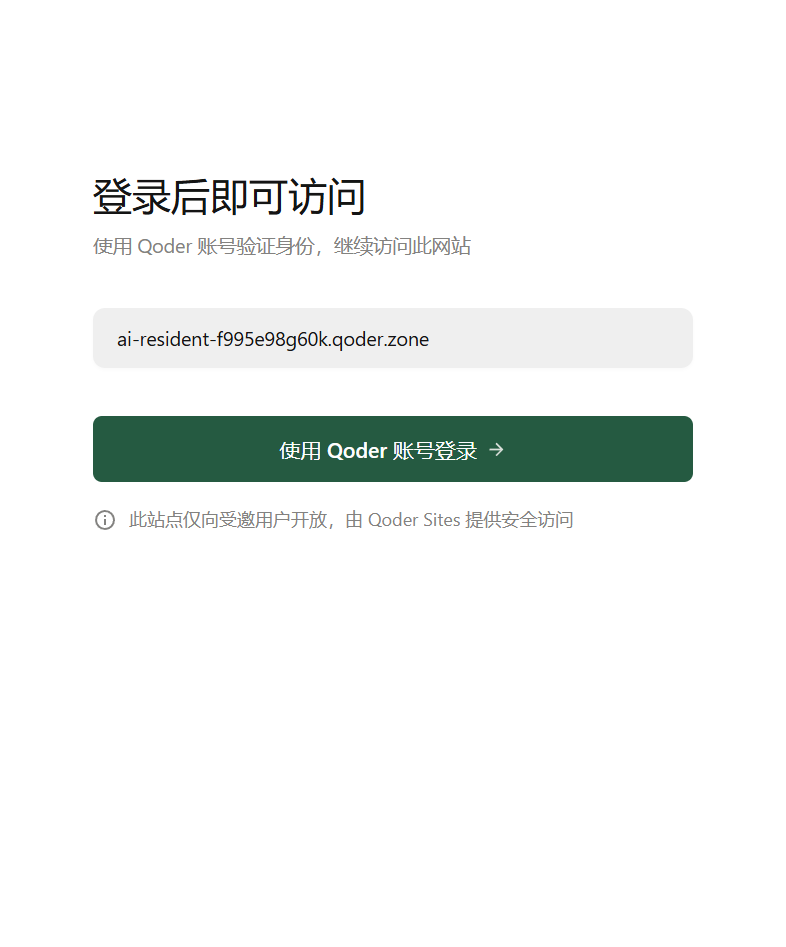 登录后即可访问
使用 Qoder 账号验证身份，继续访问此网站
ai-resident-f995e98g60k.qoder.zone
使用 Qoder 账号登录 →
此站点仅向受邀用户开放，由 Qoder Sites 提供安全访问